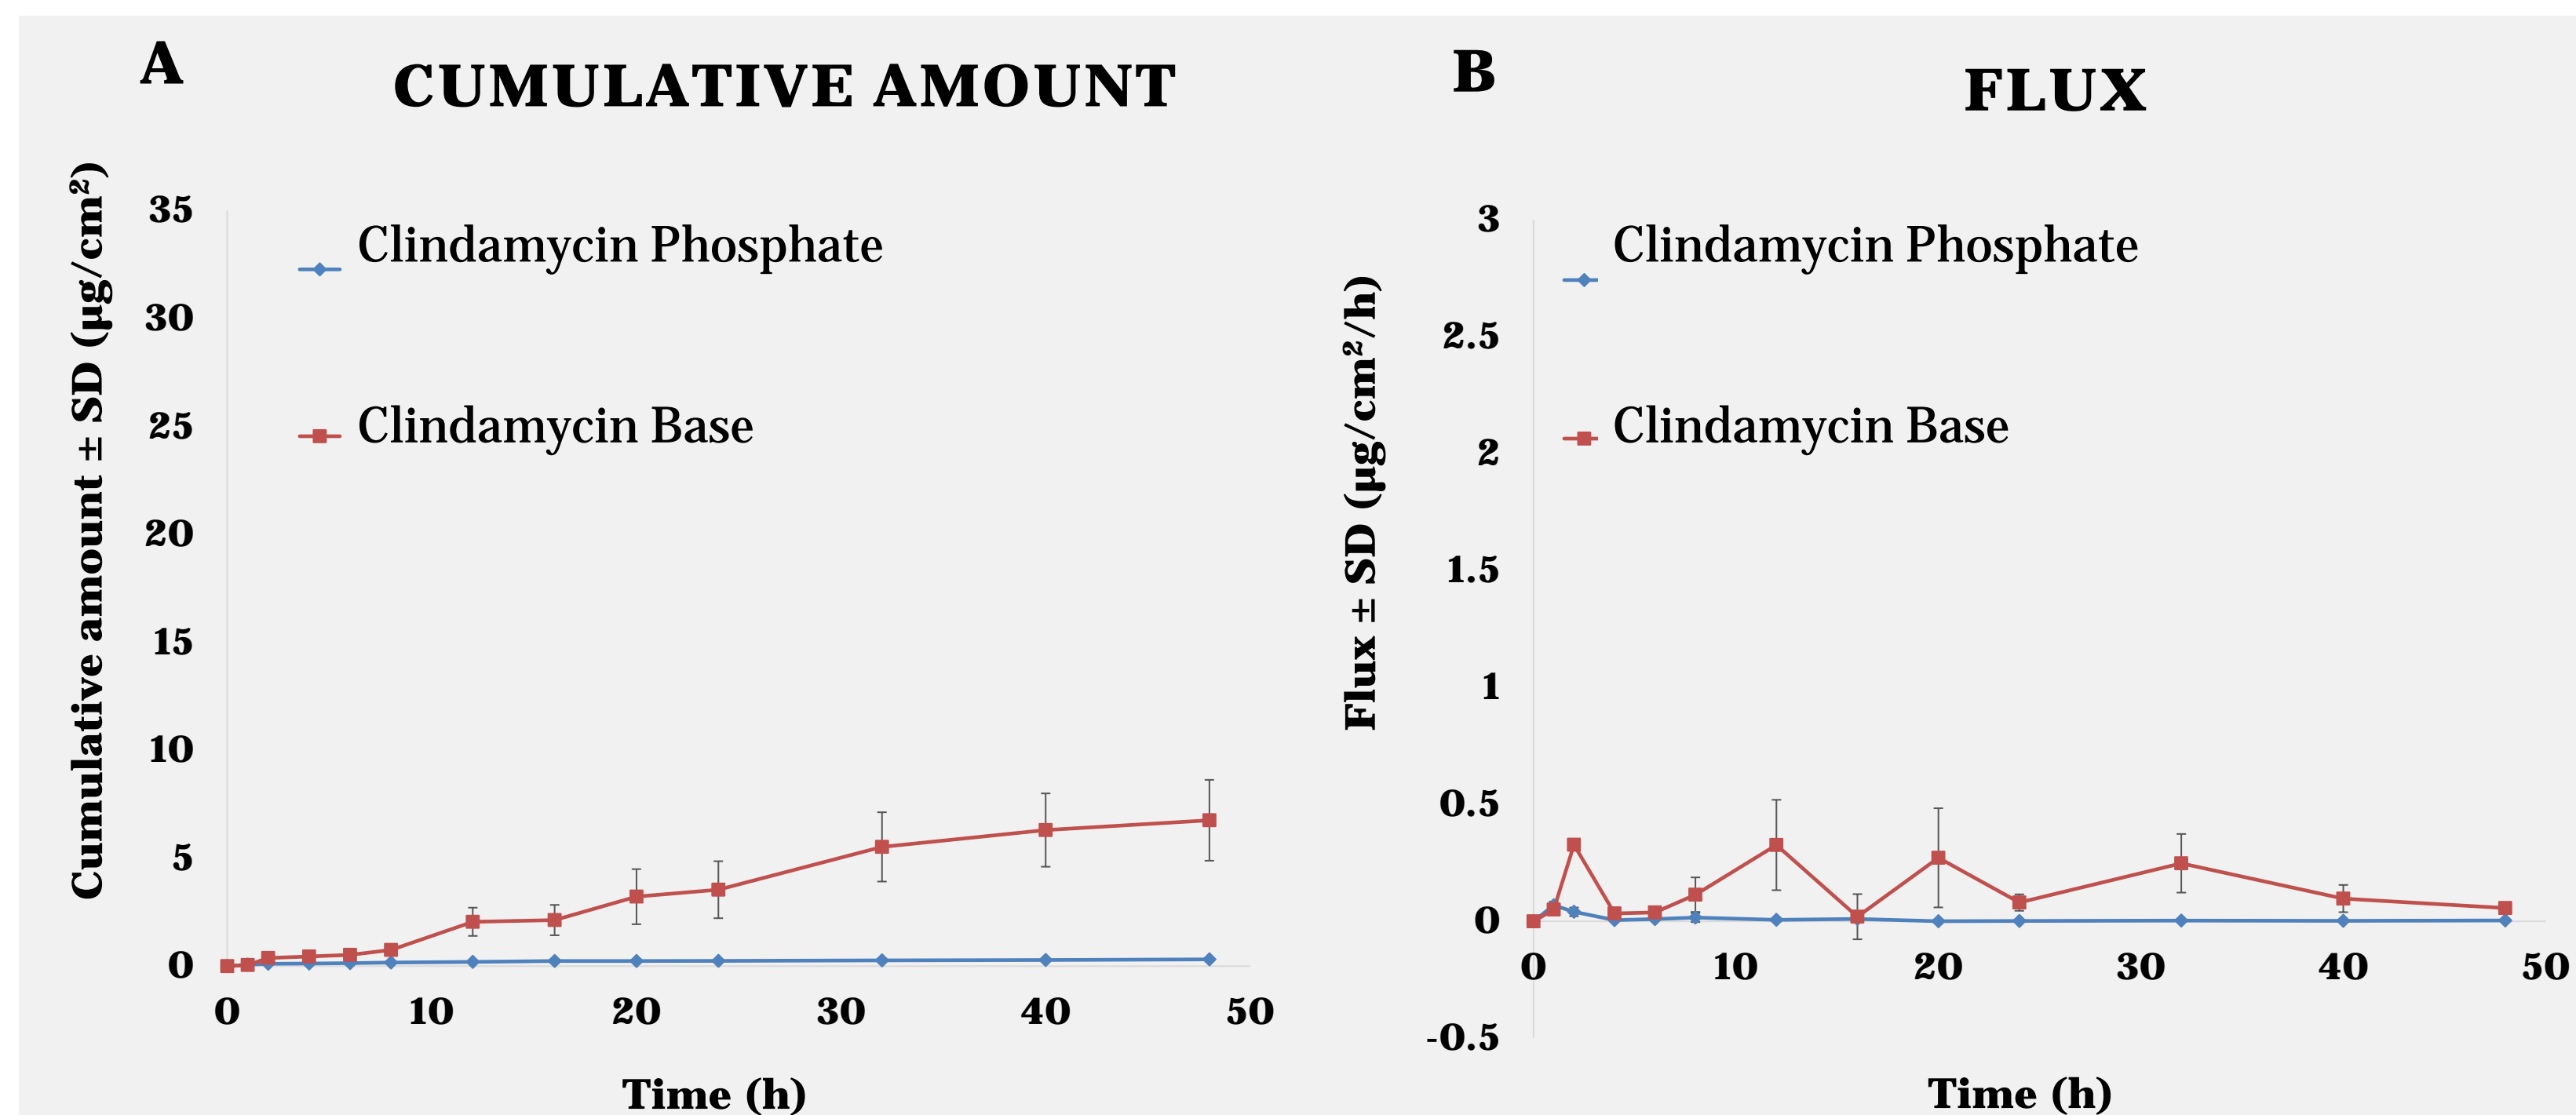 A
CUMULATIVE AMOUNT
Cumulative amount ± SD (µg/cm²)
35
30
25
20
15
10
5
0
Clindamycin Phosphate
Clindamycin Base
0 10 20 30 40 50
Time (h)
B
FLUX
Flux ± SD (µg/cm²/h)
3
2.5
2
1.5
1
0.5
0
-0.5
Clindamycin Phosphate
Clindamycin Base
0 10 20 30 40 50
Time (h)